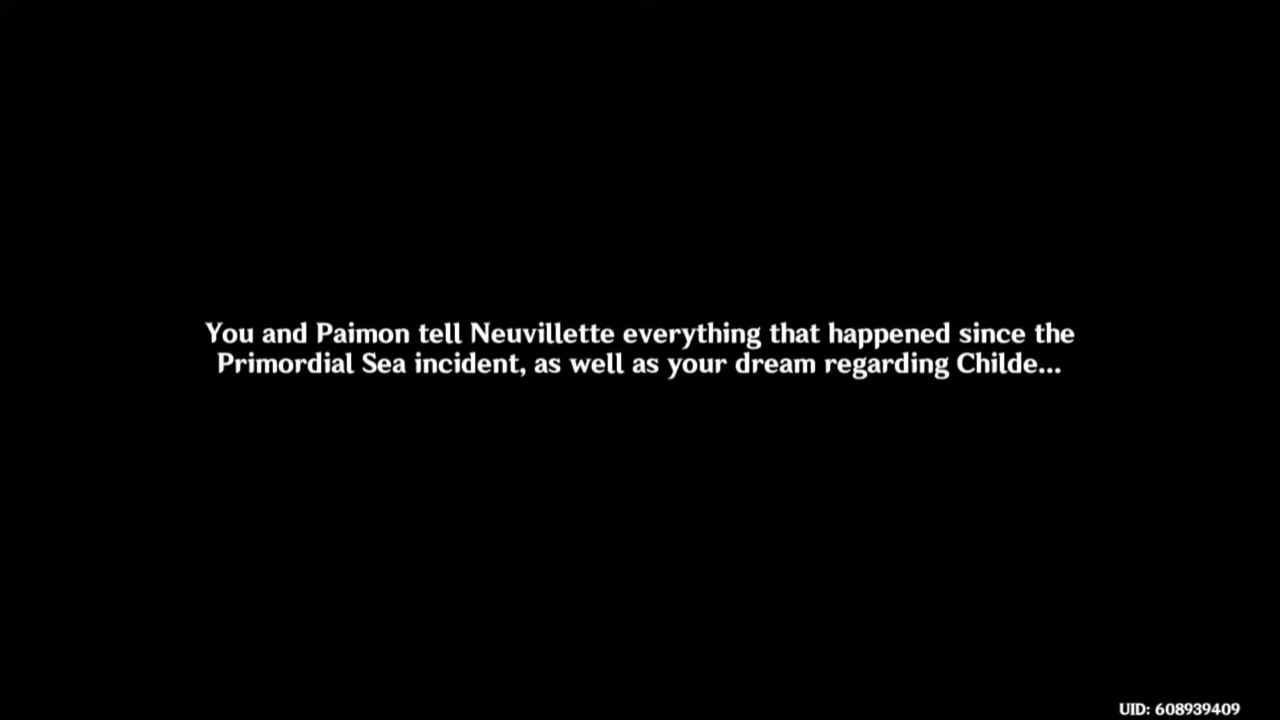 You and Paimon tell Neuvillette everything that happened since the
Primordial Sea incident, as well as your dream regarding Childe...
UID: 608939409